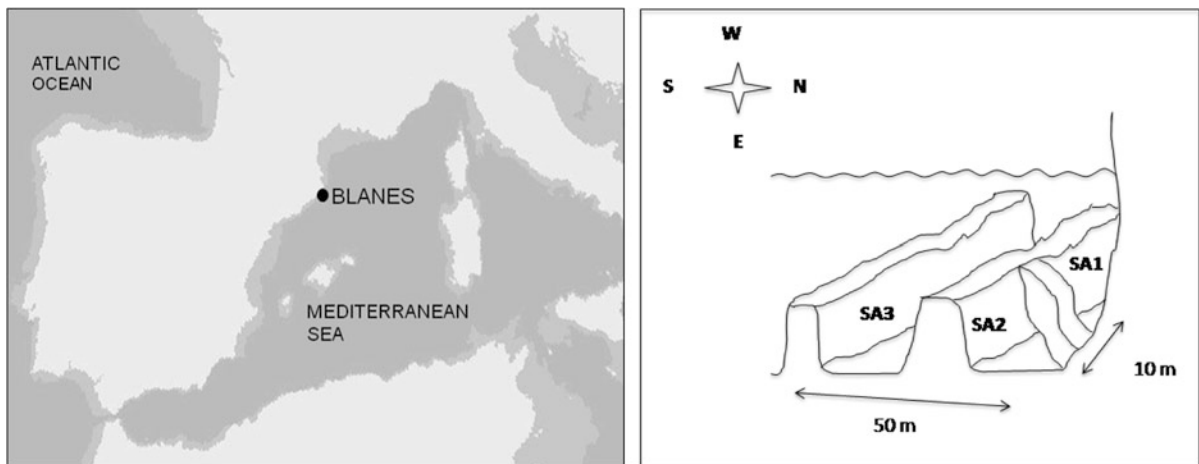 ATLANTIC
OCEAN
BLANES
MEDITERRANEAN
SEA
W
S N
E
SA1
SA3 SA2
10 m
50 m